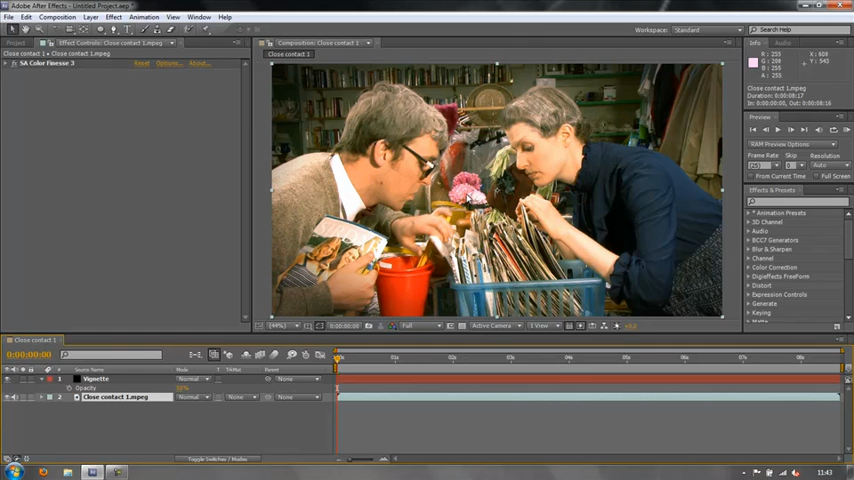 Adobe After Effects - Untitled Project.aep *
File Edit Composition Layer Effect Animation View Window Help
Workspace: Standard
Search Help
Project
Effect Controls: Close contact 1.mpeg
Composition: Close contact 1
Info
Audio
Close contact 1 • Close contact 1.mpeg
Close contact 1
SA Color Finesse 3
Reset Options... About...
R : 255
G : 208
B : 255
A : 255
X : 608
Y : 543
Close contact 1.mpeg
Duration: 0:00:08:17
In: 0:00:00:00, Out: 0:00:08:16
Preview
RAM Preview Options
Frame Rate Skip Resolution
(25) 0 Auto
From Current Time Full Screen
Effects & Presets
* Animation Presets
3D Channel
Audio
BCC7 Generators
Blur & Sharpen
Channel
Color Correction
Digieffects FreeForm
Distort
Expression Controls
Generate
Keying
(44%) 0:00:00:00 Full Active Camera 1 View +0.0
Close contact 1
0:00:00:00
# Source Name Mode T TrkMat Parent
01s 02s 03s 04s 05s 06s 07s 08s
1 Vignette Normal None
Opacity
2 Close contact 1.mpeg Normal None None
Toggle Switches / Modes
11:43